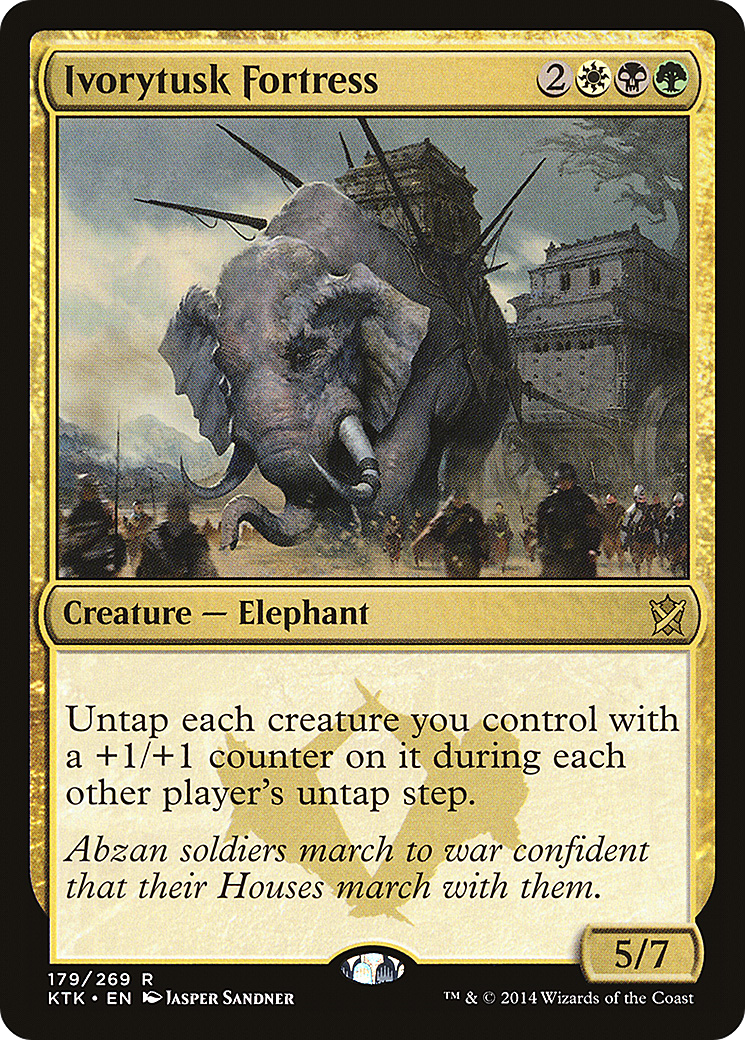 Ivorytusk Fortress 2
Creature — Elephant
Untap each creature you control with
a +1/+1 counter on it during each
other player's untap step.
Abzan soldiers march to war confident
that their Houses march with them.
5/7
179/269 R
KTK • EN Jasper Sandner
™ & © 2014 Wizards of the Coast